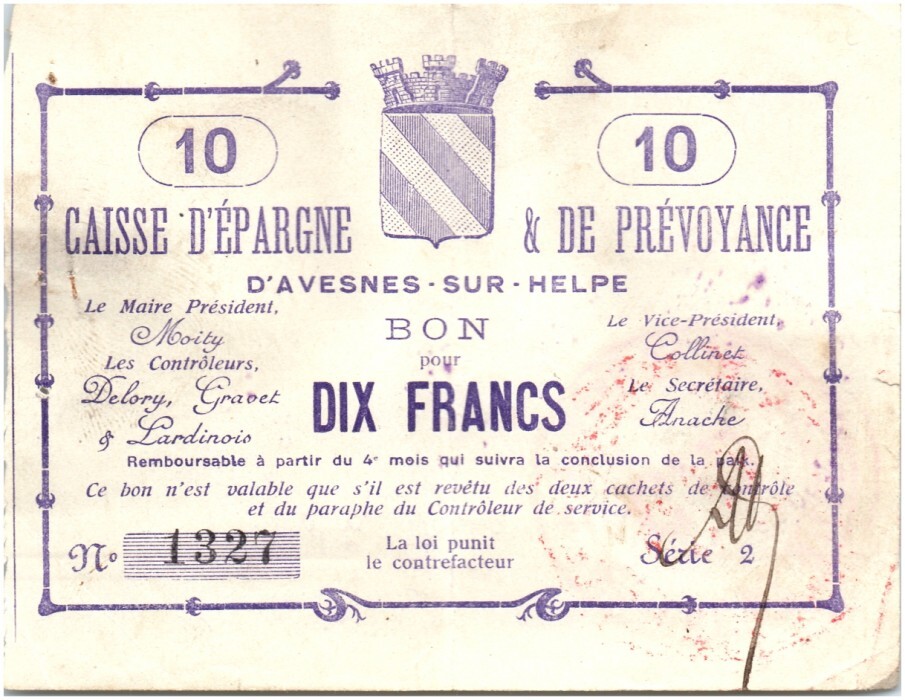 10 10
CAISSE D'ÉPARGNE & DE PRÉVOYANCE
D'AVESNES-SUR-HELPE
Le Maire Président,
Moity
Les Contrôleurs,
Delory, Gravet
& Lardinois
BON
pour
DIX FRANCS
Le Vice-Président,
Collinet
Le Secrétaire,
Anache
Remboursable à partir du 4e mois qui suivra la conclusion de la paix.
Ce bon n'est valable que s'il est revêtu des deux cachets de contrôle
et du paraphe du Contrôleur de service.
No 1327
La loi punit
le contrefacteur
Série 2